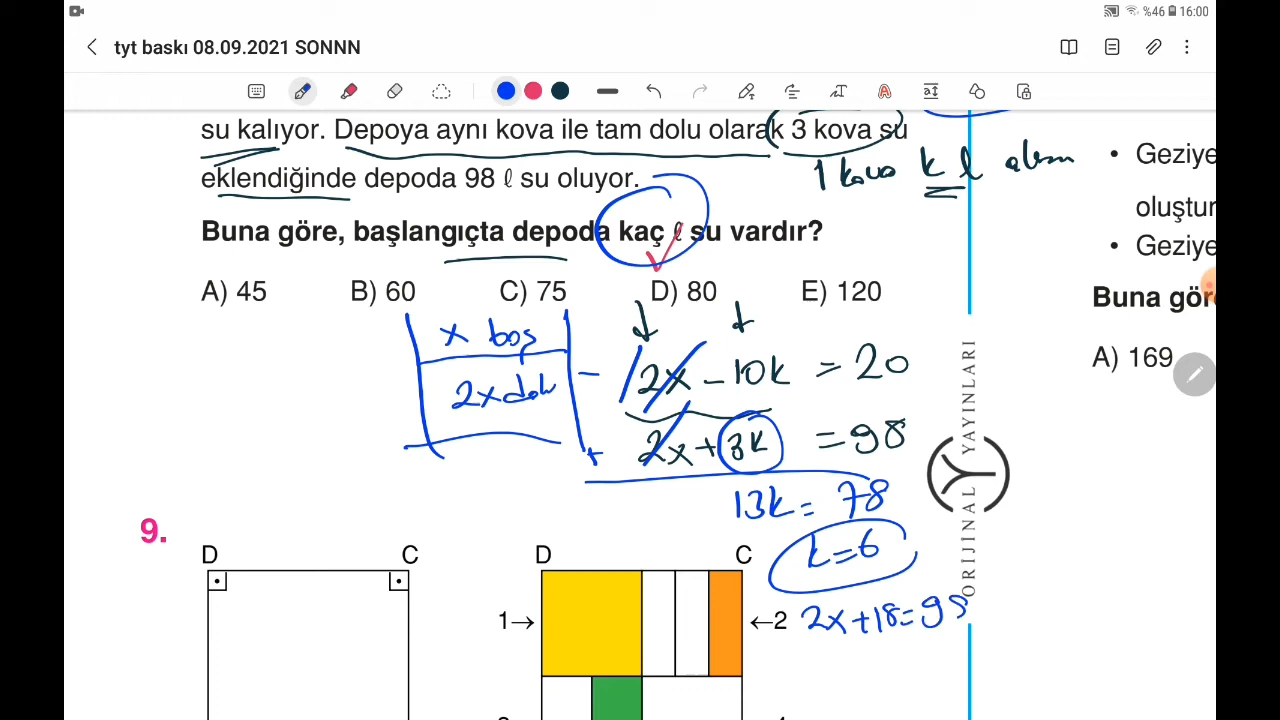 %46 16:00
tyt baskı 08.09.2021 SONNN
su kalıyor. Depoya aynı kova ile tam dolu olarak 3 kova su
eklendiğinde depoda 98 ℓ su oluyor.
1 kova k ℓ alsın
Buna göre, başlangıçta depoda kaç ℓ su vardır?
A) 45 B) 60 C) 75 D) 80 E) 120
x boş
2x dolu
- 2x - 10k = 20
+ 2x + 3k = 98
13k = 78
k = 6
2x + 18 = 98
ORİJİNAL YAYINLARI
• Geziye
oluştur
• Geziye
Buna gör
A) 169
9.
D C
D C
1→ ←2